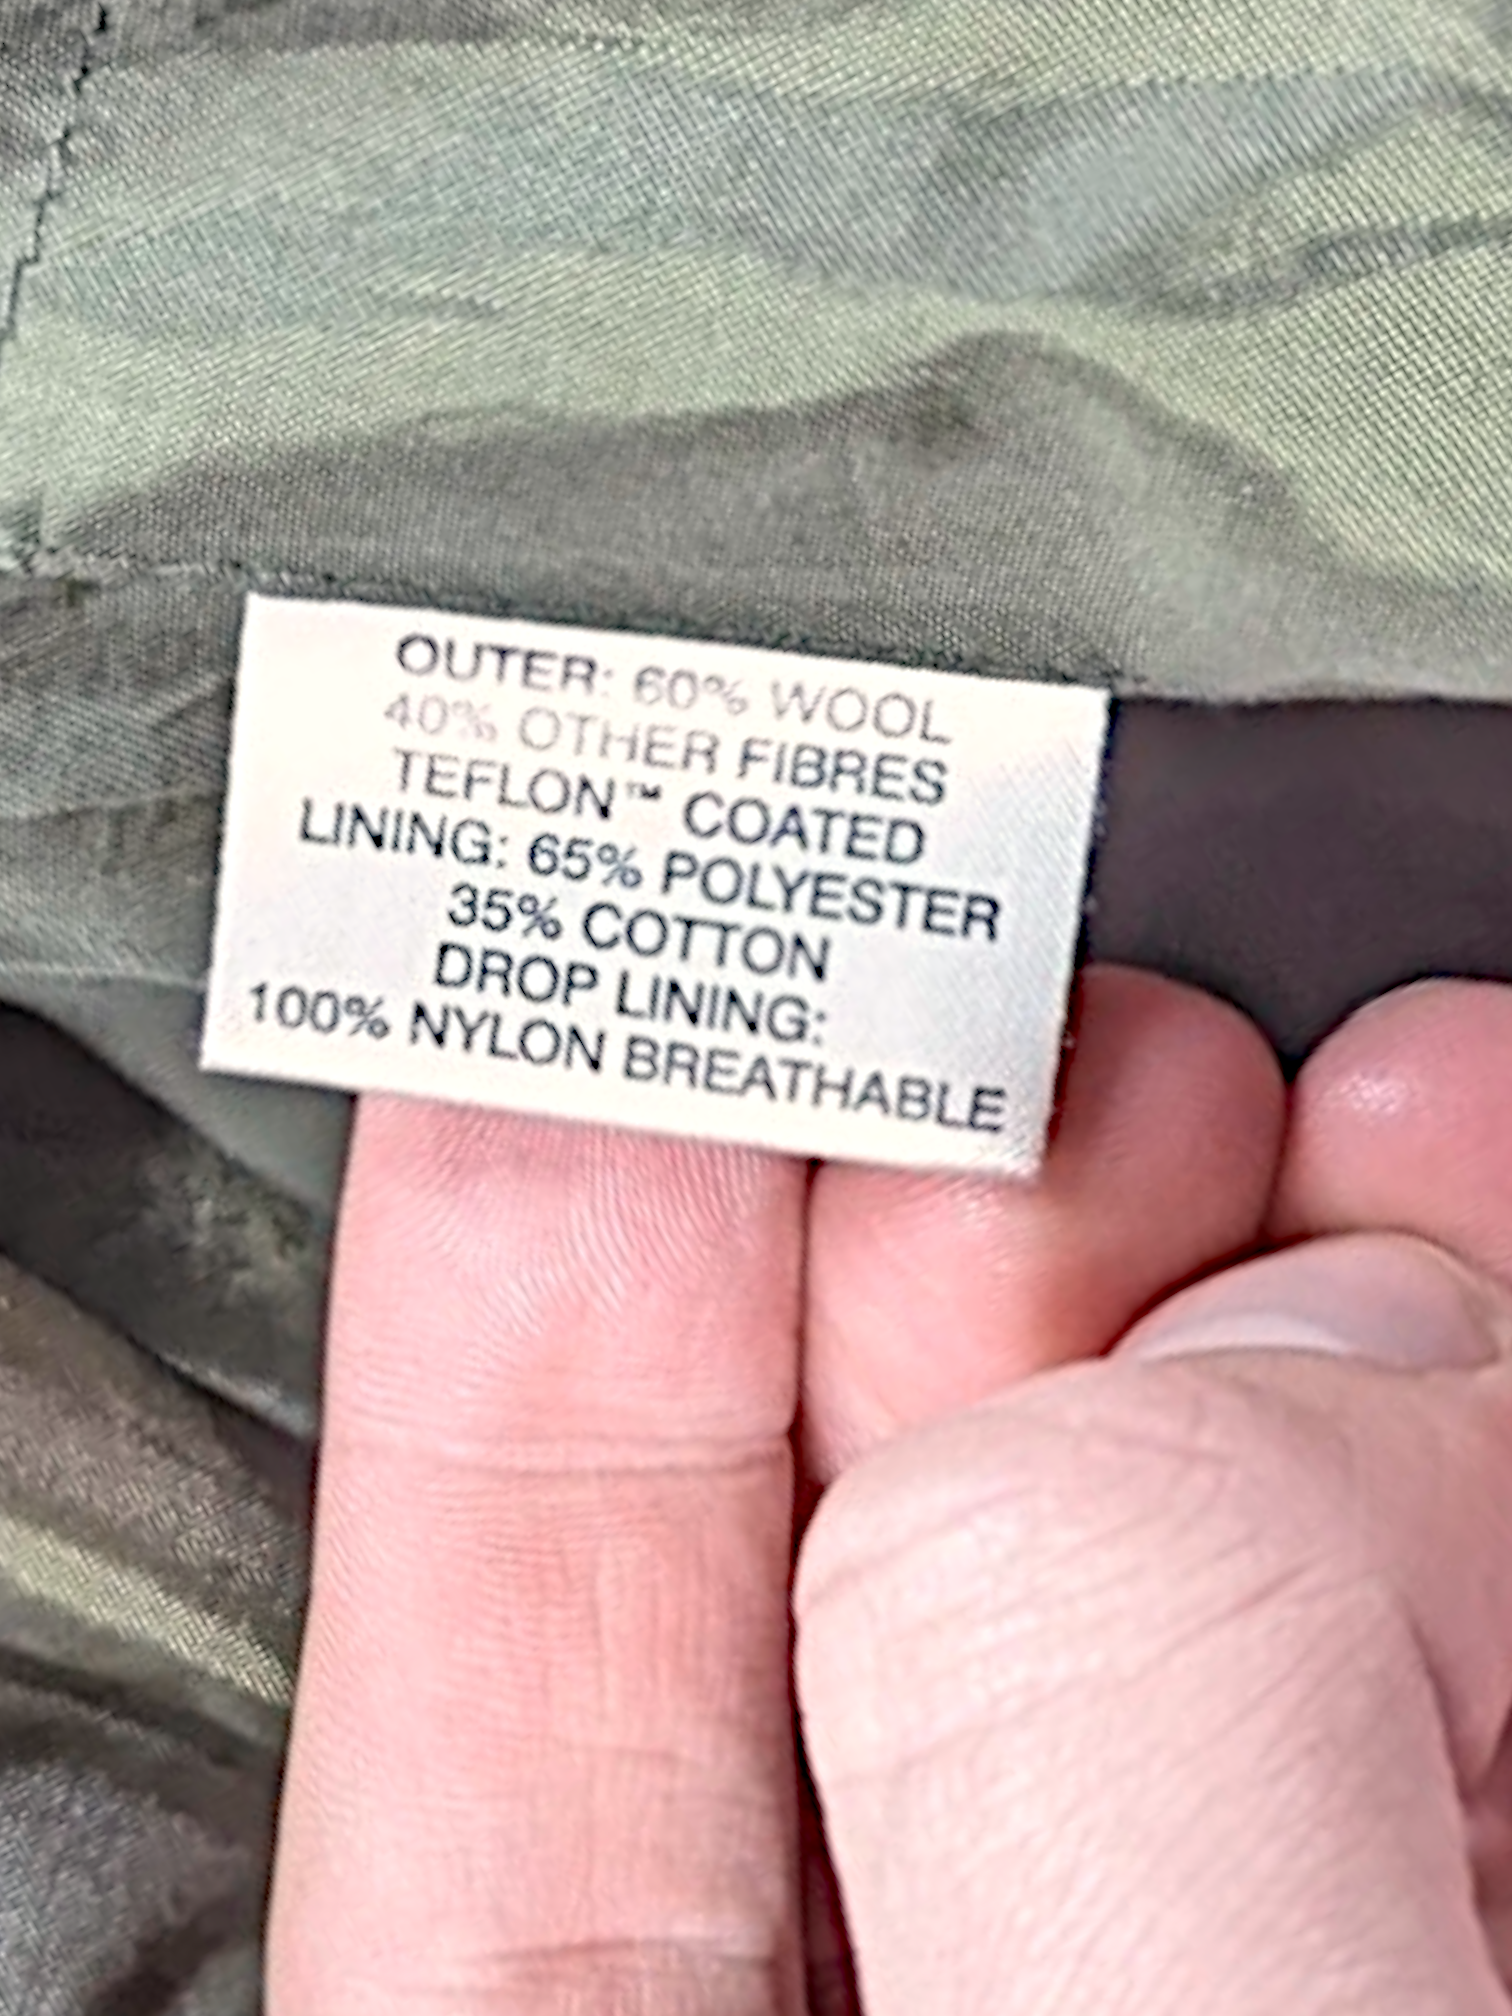 OUTER: 60% WOOL
40% OTHER FIBRES
TEFLON™ COATED
LINING: 65% POLYESTER
35% COTTON
DROP LINING:
100% NYLON BREATHABLE